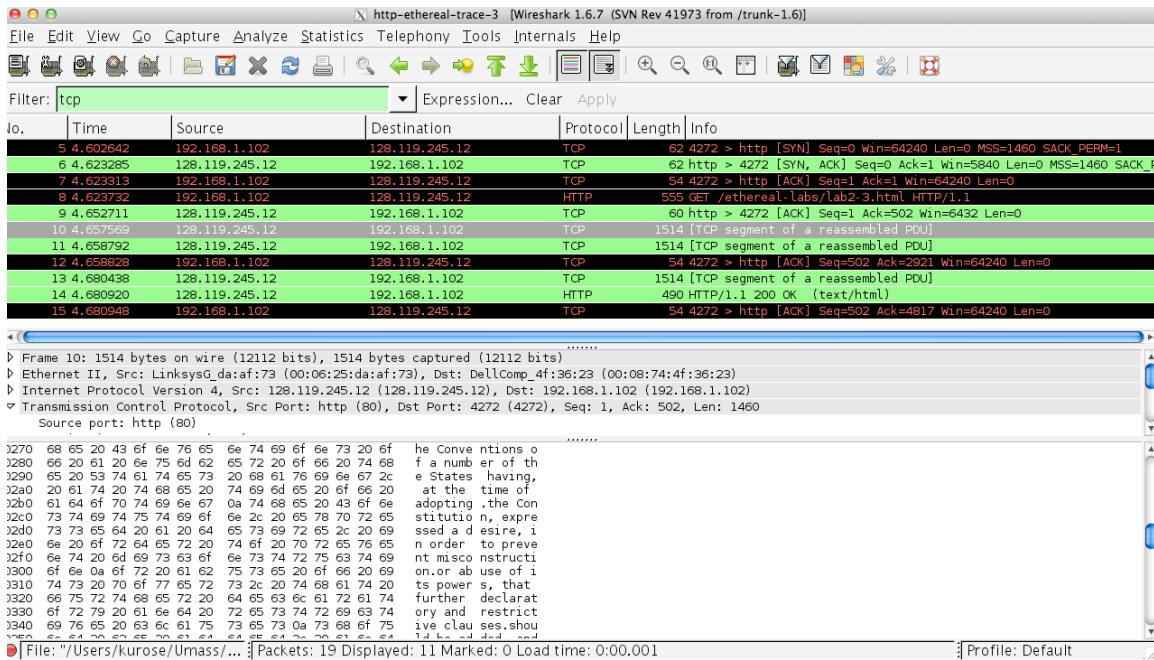 http-ethereal-trace-3 [Wireshark 1.6.7 (SVN Rev 41973 from /trunk-1.6)]
File Edit View Go Capture Analyze Statistics Telephony Tools Internals Help
Filter: tcp Expression... Clear Apply
No. Time Source Destination Protocol Length Info
5 4.602642 192.168.1.102 128.119.245.12 TCP 62 4272 > http [SYN] Seq=0 Win=64240 Len=0 MSS=1460 SACK_PERM=1
6 4.623285 128.119.245.12 192.168.1.102 TCP 62 http > 4272 [SYN, ACK] Seq=0 Ack=1 Win=5840 Len=0 MSS=1460 SACK_P
7 4.623313 192.168.1.102 128.119.245.12 TCP 54 4272 > http [ACK] Seq=1 Ack=1 Win=64240 Len=0
8 4.623732 192.168.1.102 128.119.245.12 HTTP 555 GET /ethereal-labs/lab2-3.html HTTP/1.1
9 4.652711 128.119.245.12 192.168.1.102 TCP 60 http > 4272 [ACK] Seq=1 Ack=502 Win=6432 Len=0
10 4.657569 128.119.245.12 192.168.1.102 TCP 1514 [TCP segment of a reassembled PDU]
11 4.658792 128.119.245.12 192.168.1.102 TCP 1514 [TCP segment of a reassembled PDU]
12 4.658828 192.168.1.102 128.119.245.12 TCP 54 4272 > http [ACK] Seq=502 Ack=2921 Win=64240 Len=0
13 4.680438 128.119.245.12 192.168.1.102 TCP 1514 [TCP segment of a reassembled PDU]
14 4.680920 128.119.245.12 192.168.1.102 HTTP 490 HTTP/1.1 200 OK (text/html)
15 4.680948 192.168.1.102 128.119.245.12 TCP 54 4272 > http [ACK] Seq=502 Ack=4817 Win=64240 Len=0
Frame 10: 1514 bytes on wire (12112 bits), 1514 bytes captured (12112 bits)
Ethernet II, Src: LinksysG_da:af:73 (00:06:25:da:af:73), Dst: DellComp_4f:36:23 (00:08:74:4f:36:23)
Internet Protocol Version 4, Src: 128.119.245.12 (128.119.245.12), Dst: 192.168.1.102 (192.168.1.102)
Transmission Control Protocol, Src Port: http (80), Dst Port: 4272 (4272), Seq: 1, Ack: 502, Len: 1460
Source port: http (80)
0270 68 65 20 43 6f 6e 76 65 6e 74 69 6f 6e 73 20 6f he Conve ntions o
0280 66 20 61 20 6e 75 6d 62 65 72 20 6f 66 20 74 68 f a numb er of th
0290 65 20 53 74 61 74 65 73 20 68 61 76 69 6e 67 2c e States having,
02a0 20 61 74 20 74 68 65 20 74 69 6d 65 20 6f 66 20 at the time of
02b0 61 64 6f 70 74 69 6e 67 0a 74 68 65 20 43 6f 6e adopting .the Con
02c0 73 74 69 74 75 74 69 6f 6e 2c 20 65 78 70 72 65 stitutio n, expre
02d0 73 73 65 64 20 61 20 64 65 73 69 72 65 2c 20 69 ssed a d esire, i
02e0 6e 20 6f 72 64 65 72 20 74 6f 20 70 72 65 76 65 n order to preve
02f0 6e 74 20 6d 69 73 63 6f 6e 73 74 72 75 63 74 69 nt misco nstructi
0300 6f 6e 0a 6f 72 20 61 62 75 73 65 20 6f 66 20 69 on.or ab use of i
0310 74 73 20 70 6f 77 65 72 73 2c 20 74 68 61 74 20 ts power s, that
0320 66 75 72 74 68 65 72 20 64 65 63 6c 61 72 61 74 further declarat
0330 6f 72 79 20 61 6e 64 20 72 65 73 74 72 69 63 74 ory and restrict
0340 69 76 65 20 63 6c 61 75 73 65 73 0a 73 68 6f 75 ive clau ses.shou
File: "/Users/kurose/Umass/... Packets: 19 Displayed: 11 Marked: 0 Load time: 0:00.001 Profile: Default